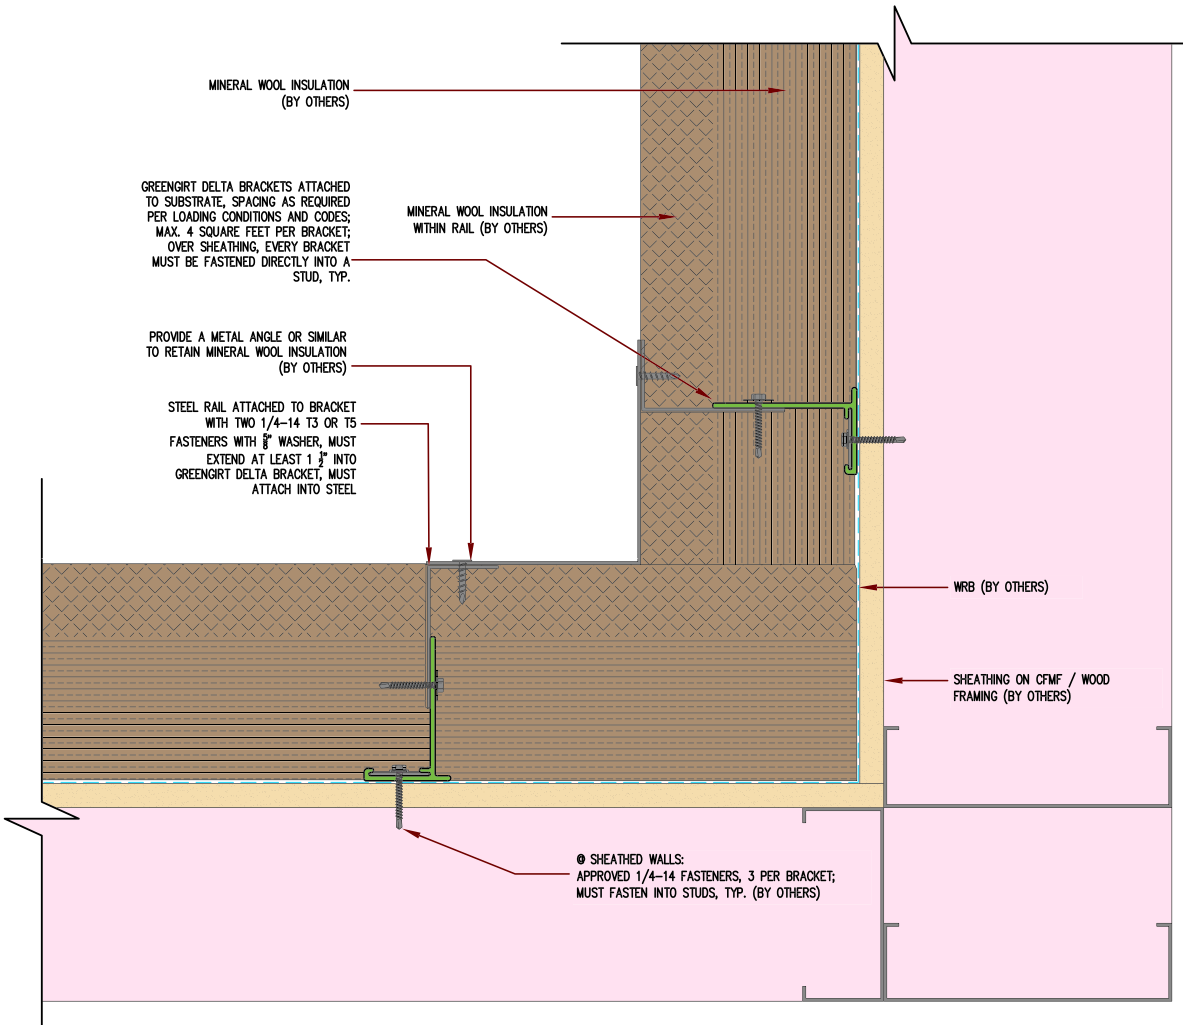 MINERAL WOOL INSULATION
(BY OTHERS)
GREENGIRT DELTA BRACKETS ATTACHED
TO SUBSTRATE, SPACING AS REQUIRED
PER LOADING CONDITIONS AND CODES;
MAX. 4 SQUARE FEET PER BRACKET;
OVER SHEATHING, EVERY BRACKET
MUST BE FASTENED DIRECTLY INTO A
STUD, TYP.
MINERAL WOOL INSULATION
WITHIN RAIL (BY OTHERS)
PROVIDE A METAL ANGLE OR SIMILAR
TO RETAIN MINERAL WOOL INSULATION
(BY OTHERS)
STEEL RAIL ATTACHED TO BRACKET
WITH TWO 1/4-14 T3 OR T5
FASTENERS WITH 5/8" WASHER, MUST
EXTEND AT LEAST 1 1/2" INTO
GREENGIRT DELTA BRACKET, MUST
ATTACH INTO STEEL
WRB (BY OTHERS)
SHEATHING ON CFMF / WOOD
FRAMING (BY OTHERS)
@ SHEATHED WALLS:
APPROVED 1/4-14 FASTENERS, 3 PER BRACKET;
MUST FASTEN INTO STUDS, TYP. (BY OTHERS)